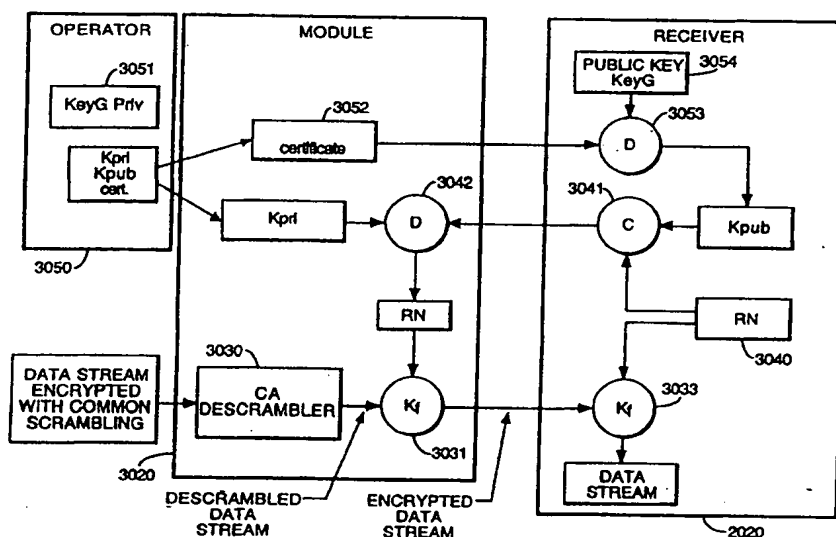 OPERATOR
3051
KeyG Priv
Kpri
Kpub
cert.
3050
MODULE
3052
certificate
3042
Kpri
D
RN
3030
CA
DESCRAMBLER
Kf
3031
3020
DATA STREAM
ENCRYPTED
WITH COMMON
SCRAMBLING
DESCRAMBLED
DATA
STREAM
ENCRYPTED
DATA
STREAM
RECEIVER
PUBLIC KEY
KeyG
3054
D
3053
3041
C
Kpub
RN
3040
Kf
3033
DATA
STREAM
2020